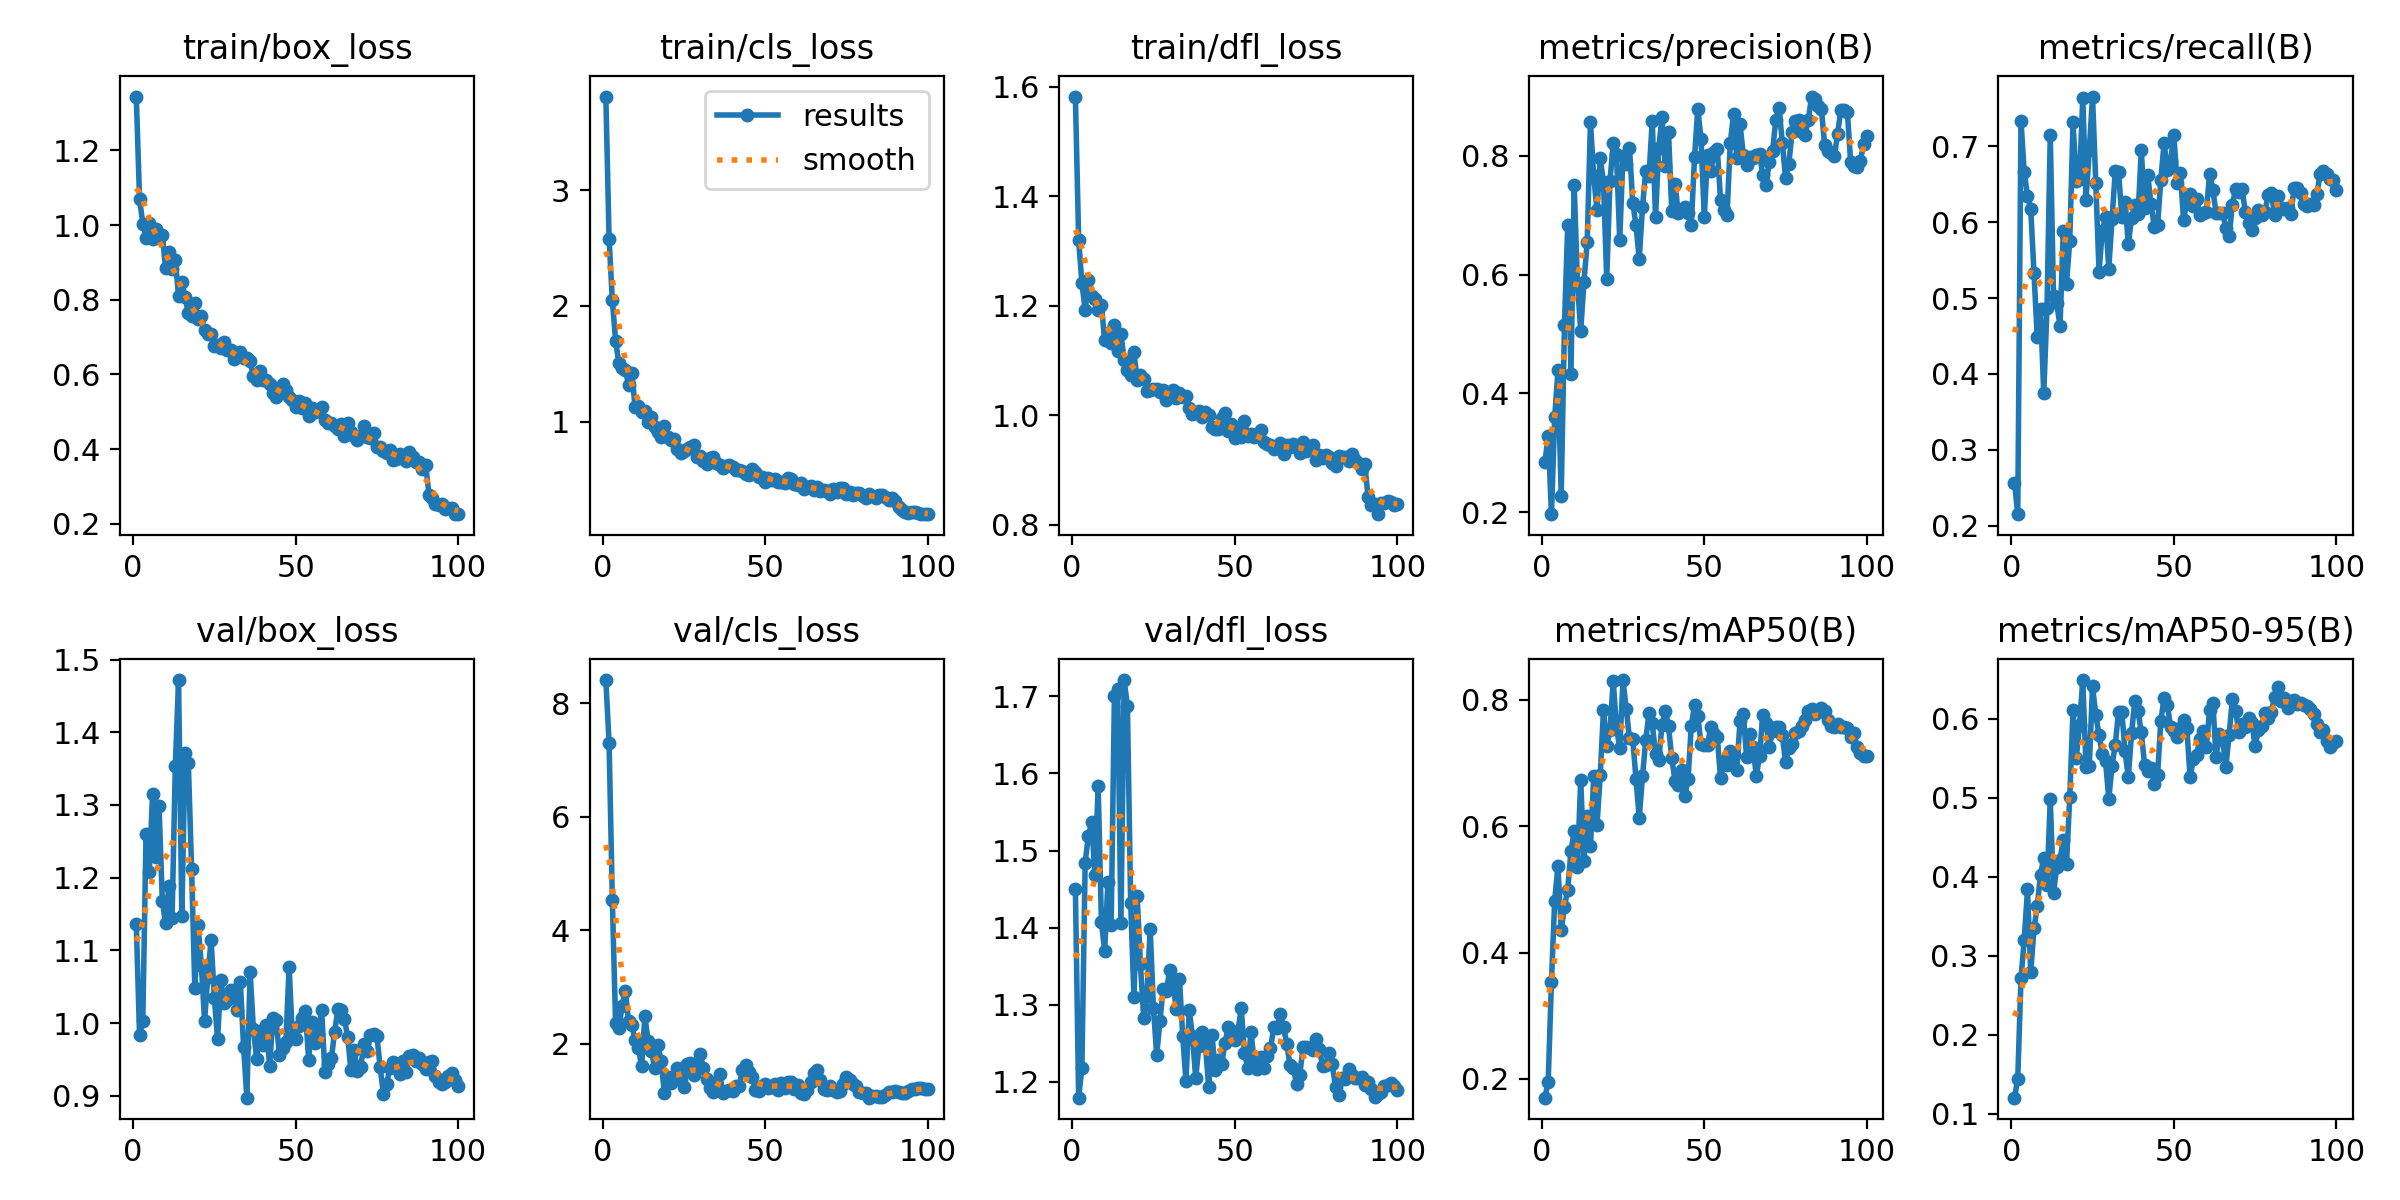 train/box_loss
train/cls_loss
train/dfl_loss
metrics/precision(B)
metrics/recall(B)
1.2
1.0
0.8
0.6
0.4
0.2
0 50 100
results
smooth
3
2
1
0 50 100
1.6
1.4
1.2
1.0
0.8
0 50 100
0.8
0.6
0.4
0.2
0 50 100
0.7
0.6
0.5
0.4
0.3
0.2
0 50 100
val/box_loss
val/cls_loss
val/dfl_loss
metrics/mAP50(B)
metrics/mAP50-95(B)
1.5
1.4
1.3
1.2
1.1
1.0
0.9
0 50 100
8
6
4
2
0 50 100
1.7
1.6
1.5
1.4
1.3
1.2
0 50 100
0.8
0.6
0.4
0.2
0 50 100
0.6
0.5
0.4
0.3
0.2
0.1
0 50 100